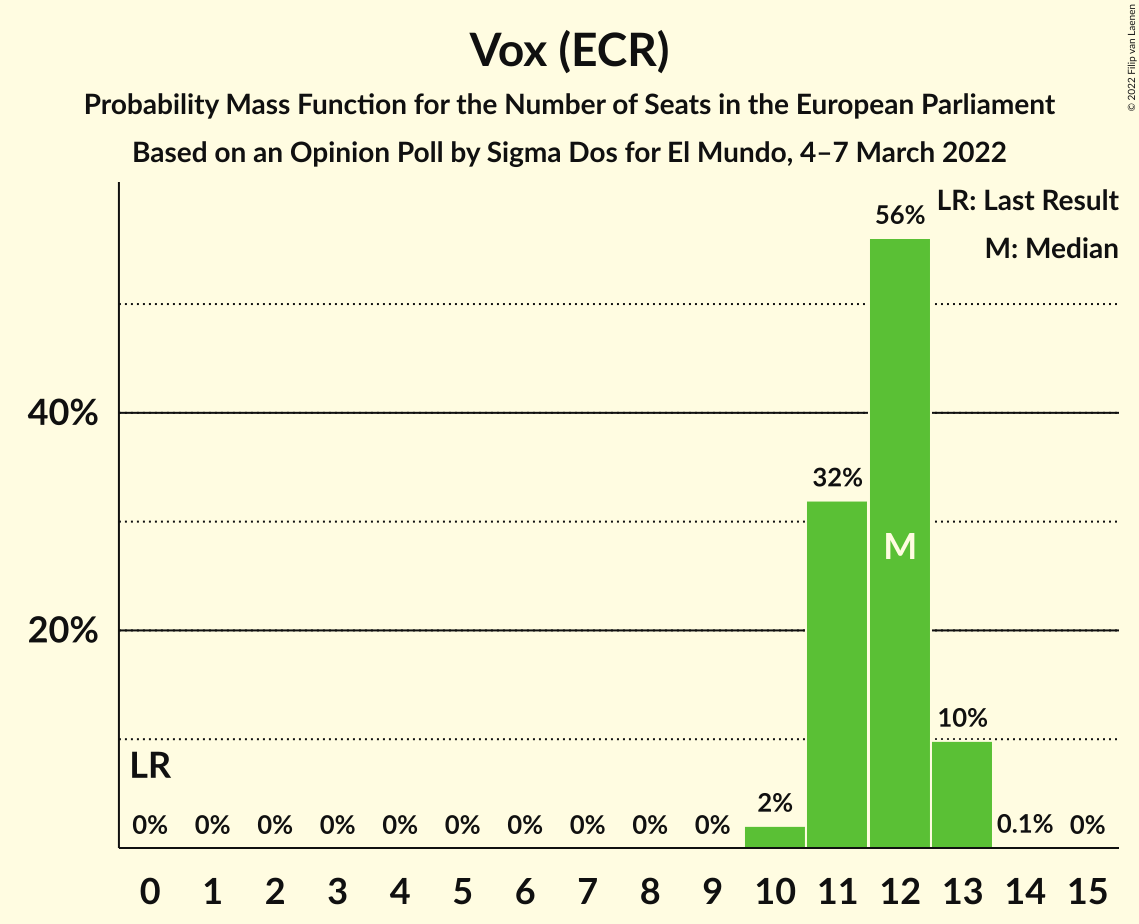 Vox (ECR)
Probability Mass Function for the Number of Seats in the European Parliament
Based on an Opinion Poll by Sigma Dos for El Mundo, 4–7 March 2022
© 2022 Filip van Laenen
LR: Last Result
M: Median
56%
40%
32%
M
20%
10%
LR
2%
0% 0% 0% 0% 0% 0% 0% 0% 0% 0% 0.1% 0%
0 1 2 3 4 5 6 7 8 9 10 11 12 13 14 15